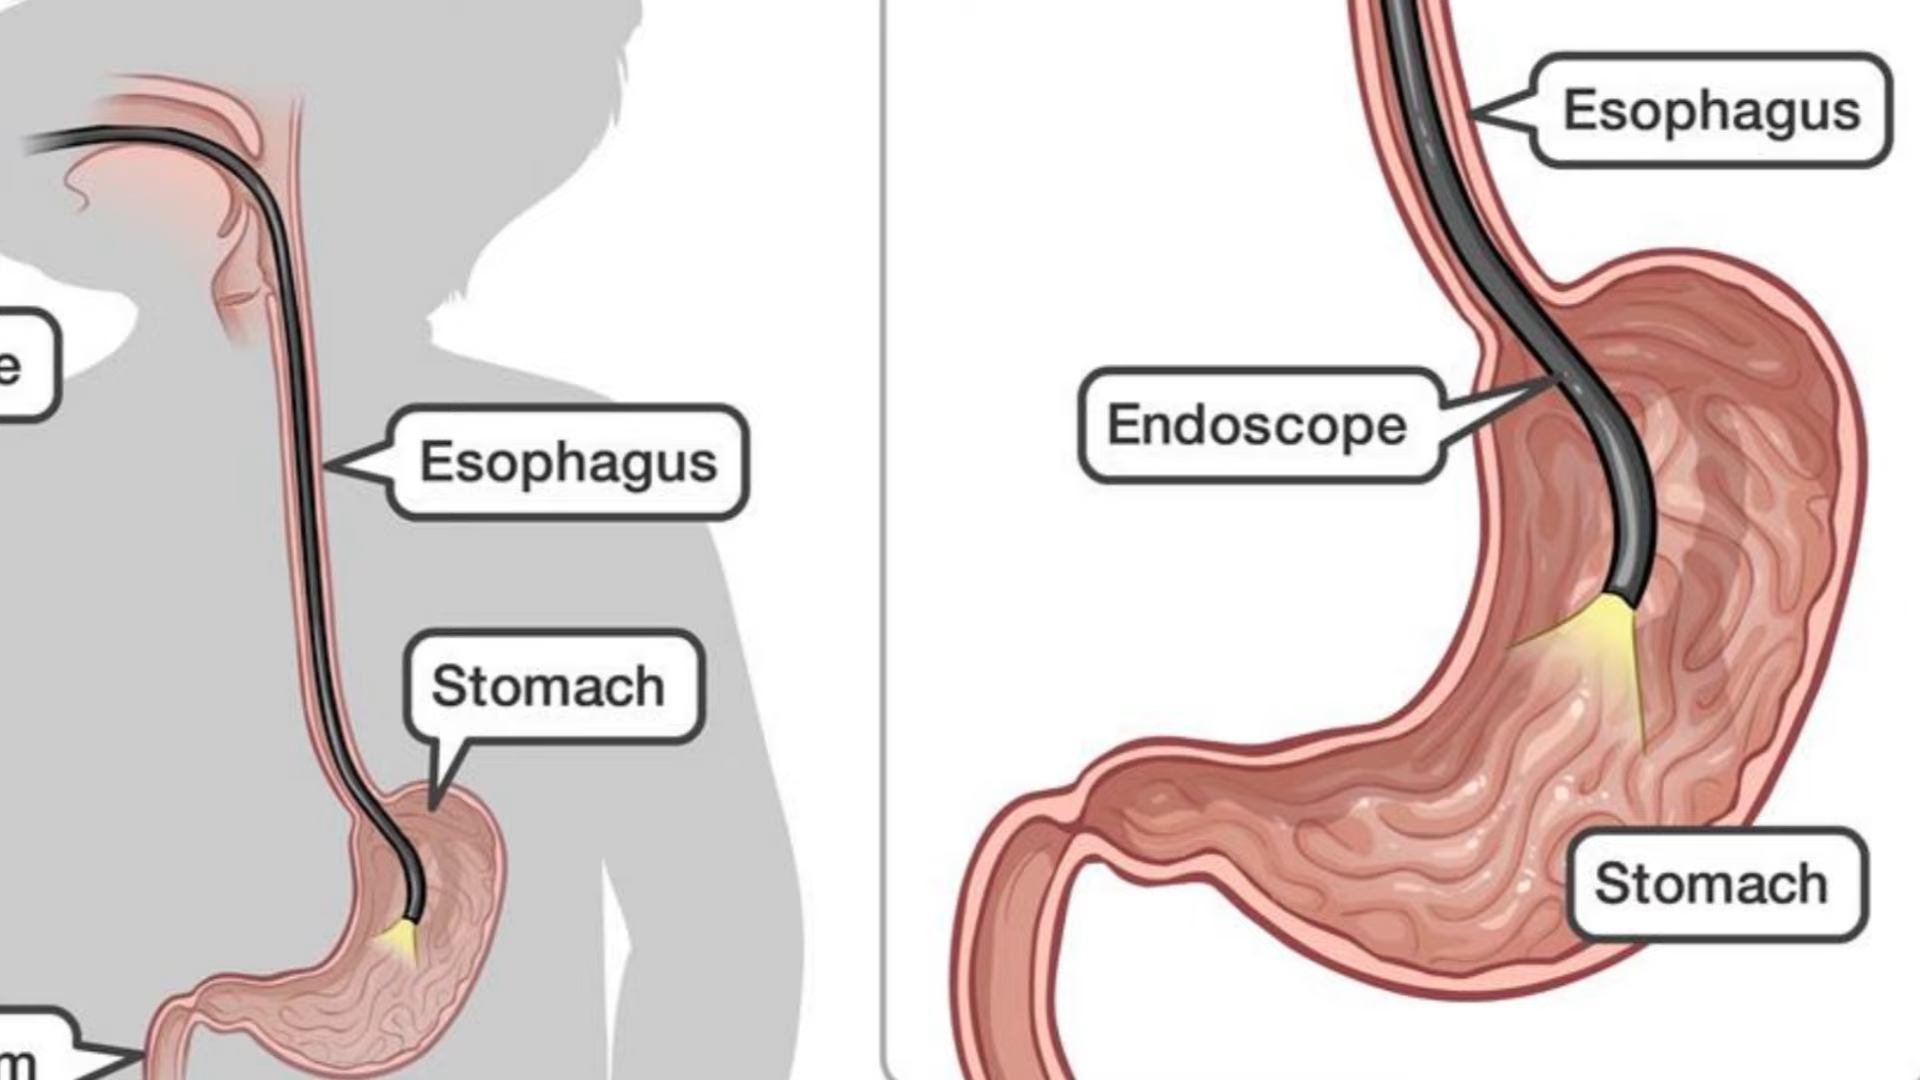 e
Esophagus
Stomach
m
Esophagus
Endoscope
Stomach